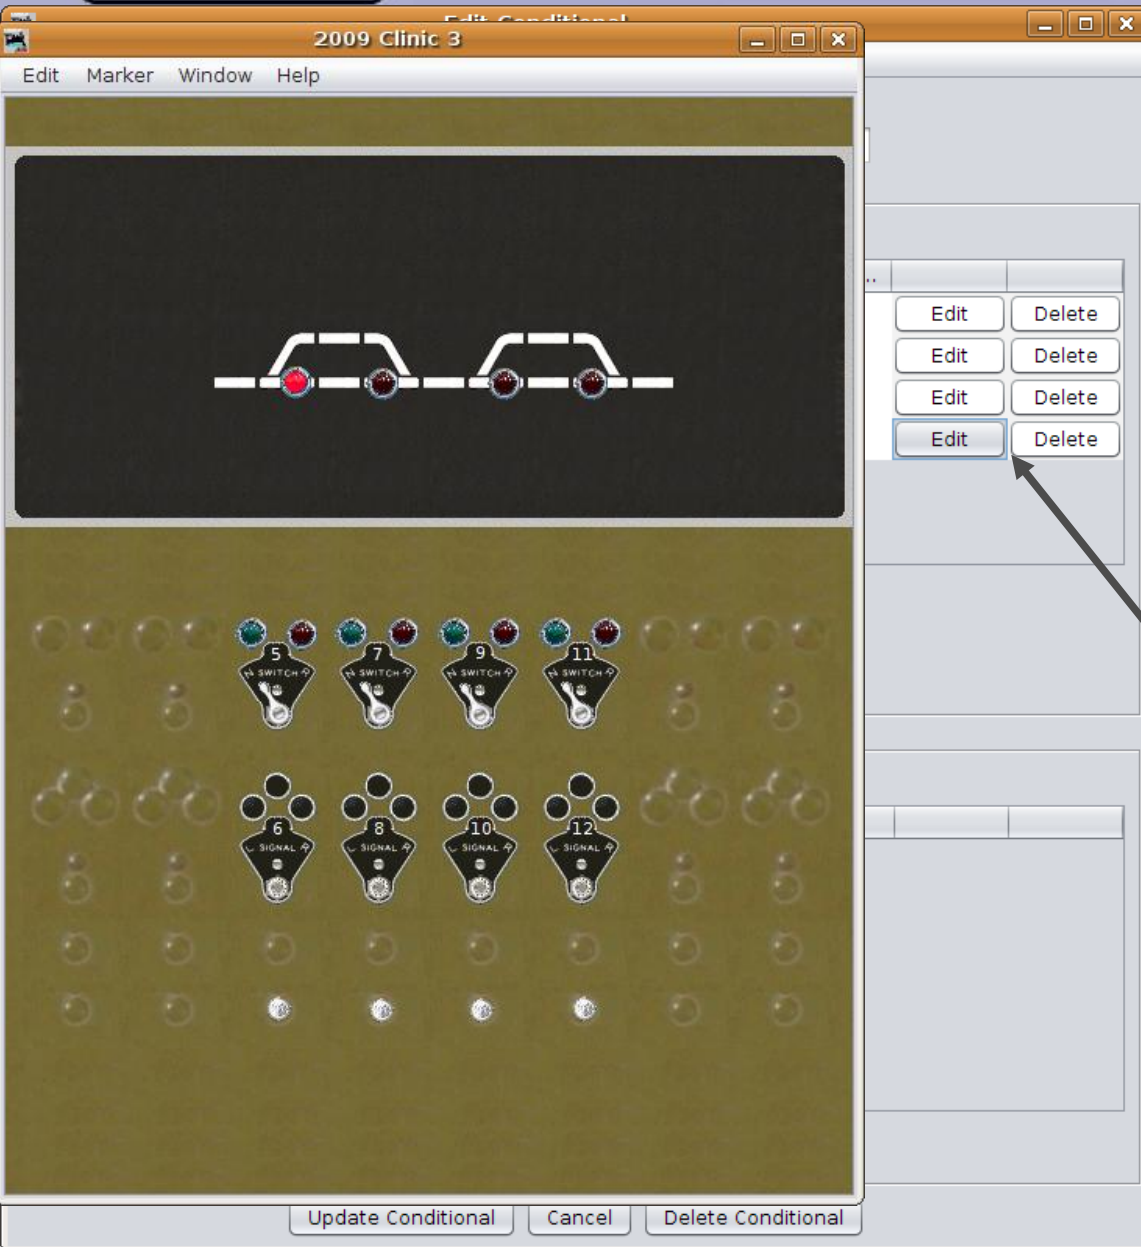 Edit Conditional
2009 Clinic 3
Edit Marker Window Help
..
Edit Delete
Edit Delete
Edit Delete
Edit Delete
5 7 9 11
N SWITCH R N SWITCH R N SWITCH R N SWITCH R
6 8 10 12
L SIGNAL R L SIGNAL R L SIGNAL R L SIGNAL R
Update Conditional Cancel Delete Conditional